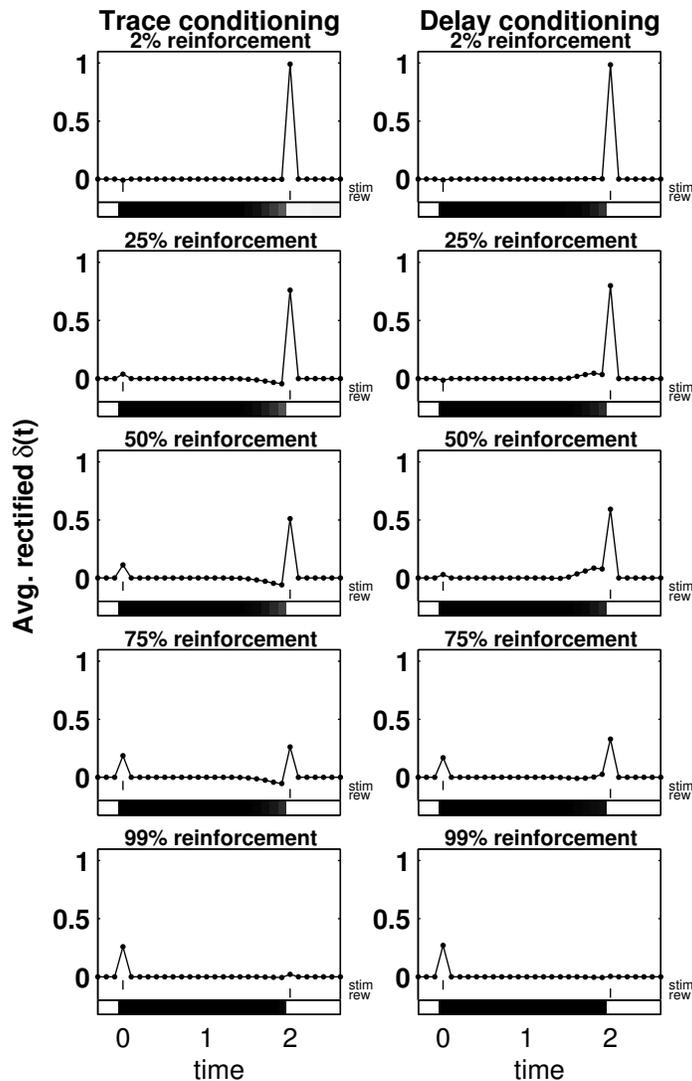 Trace conditioning Delay conditioning
2% reinforcement 2% reinforcement
1 1
0.5 0.5
0 0
stim stim
rew rew
25% reinforcement 25% reinforcement
1 1
0.5 0.5
0 0
stim stim
rew rew
50% reinforcement 50% reinforcement
1 1
0.5 0.5
0 0
stim stim
rew rew
Avg. rectified δ(t)
75% reinforcement 75% reinforcement
1 1
0.5 0.5
0 0
stim stim
rew rew
99% reinforcement 99% reinforcement
1 1
0.5 0.5
0 0
stim stim
rew rew
0 1 2 0 1 2
time time